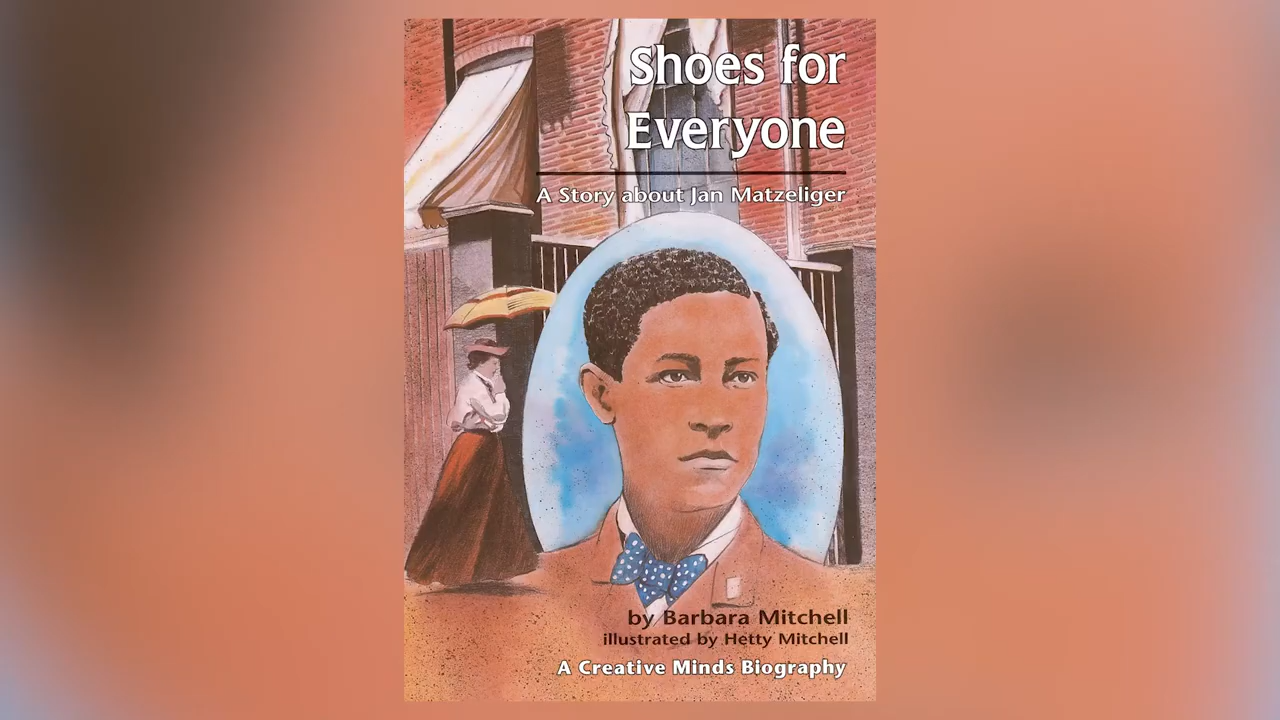 Shoes for
Everyone
A Story about Jan Matzeliger
by Barbara Mitchell
illustrated by Hetty Mitchell
A Creative Minds Biography